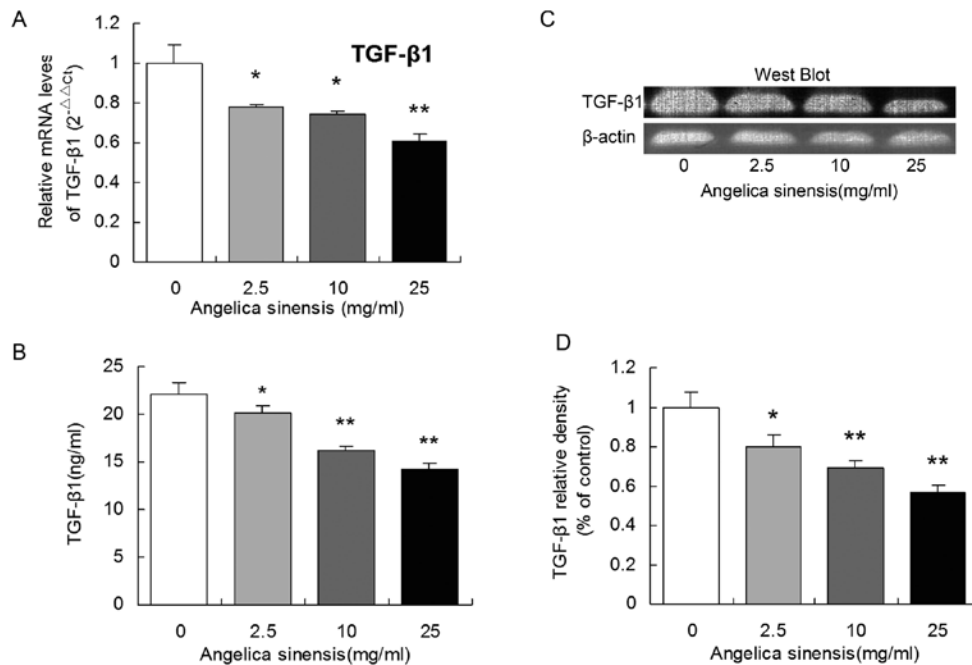 A
Relative mRNA leves
of TGF-β1 (2-△△Ct)
1.2
1
0.8
0.6
0.4
0.2
0
TGF-β1
*
*
**
0 2.5 10 25
Angelica sinensis (mg/ml)
B
TGF-β1(ng/ml)
25
20
15
10
5
0
*
**
**
0 2.5 10 25
Angelica sinensis(mg/ml)
C
West Blot
TGF-β1
β-actin
0 2.5 10 25
Angelica sinensis(mg/ml)
D
TGF-β1 relative density
(% of control)
1.2
1
0.8
0.6
0.4
0.2
0
*
**
**
0 2.5 10 25
Angelica sinensis(mg/ml)